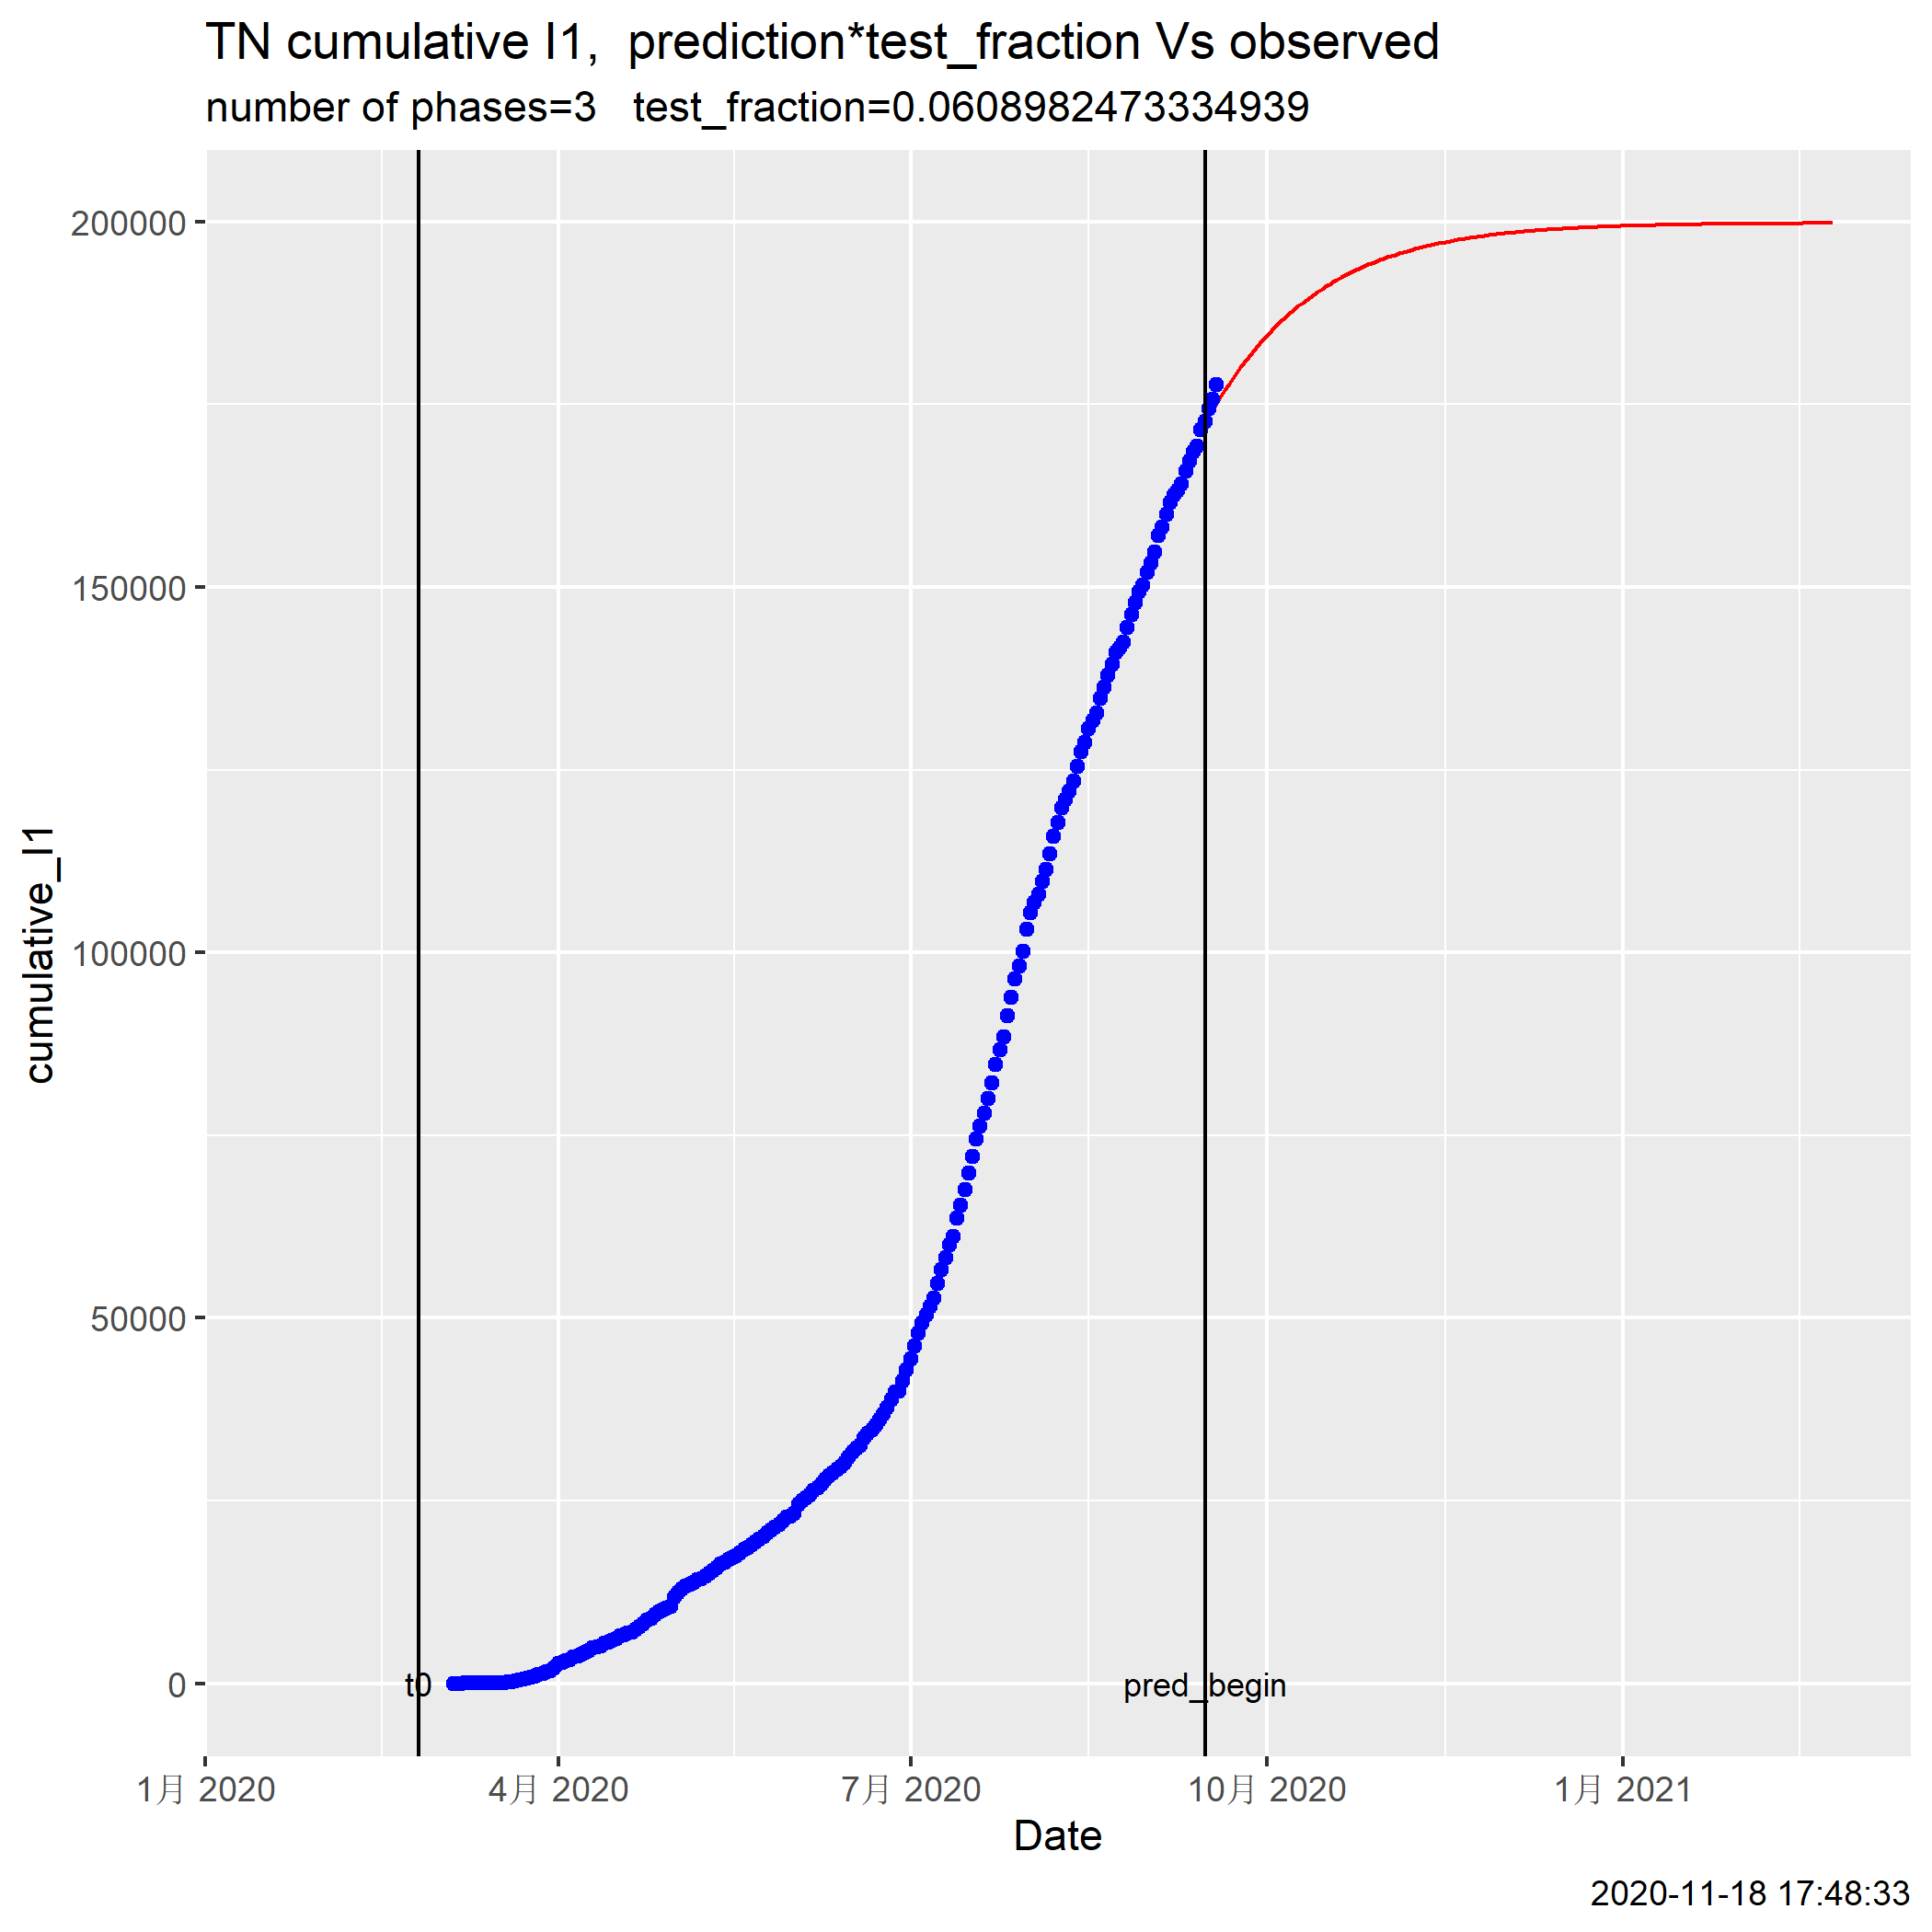 TN cumulative I1,  prediction*test_fraction Vs observed
number of phases=3   test_fraction=0.0608982473334939
200000
150000
100000
50000
0
cumulative_I1
t0
pred_begin
1月 2020
4月 2020
7月 2020
10月 2020
1月 2021
Date
2020-11-18 17:48:33